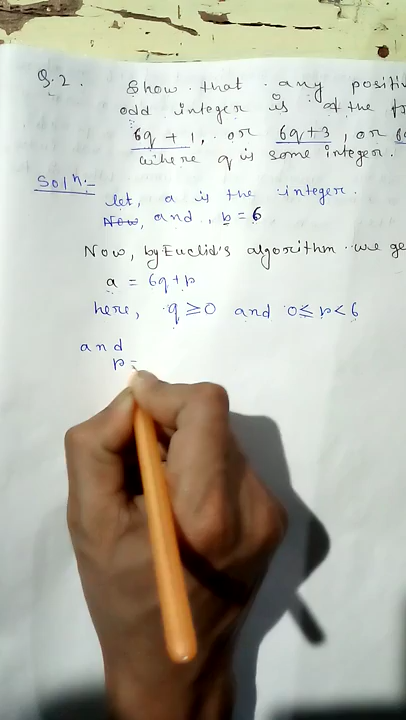 Q.2. Show that any positi
odd integer is of the fo
6q + 1, or 6q+3, or
where q is some integer.
Solⁿ:-
let, a is the integer.
Now, and, b = 6
Now, by Euclid's algorithm we ge
a = 6q+r
here, q ≥ 0 and 0 ≤ r < 6
and
r =